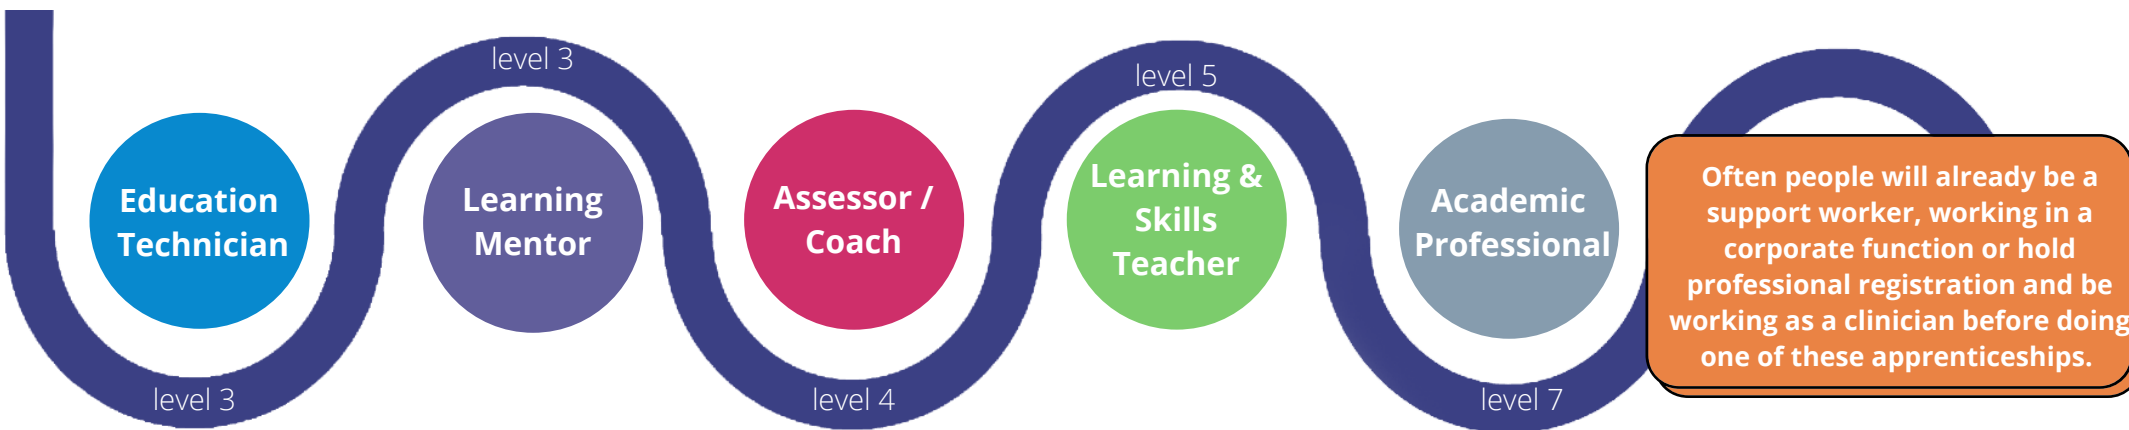 Education
Technician
level 3
level 3
Learning
Mentor
Assessor /
Coach
level 4
level 5
Learning &
Skills
Teacher
Academic
Professional
level 7
Often people will already be a
support worker, working in a
corporate function or hold
professional registration and be
working as a clinician before doing
one of these apprenticeships.